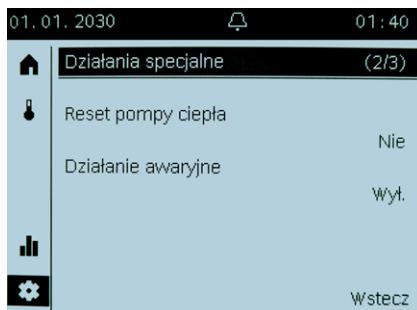 01.01.2030 01:40
Działania specjalne (2/3)
Reset pompy ciepła
Nie
Działanie awaryjne
Wył.
Wstecz